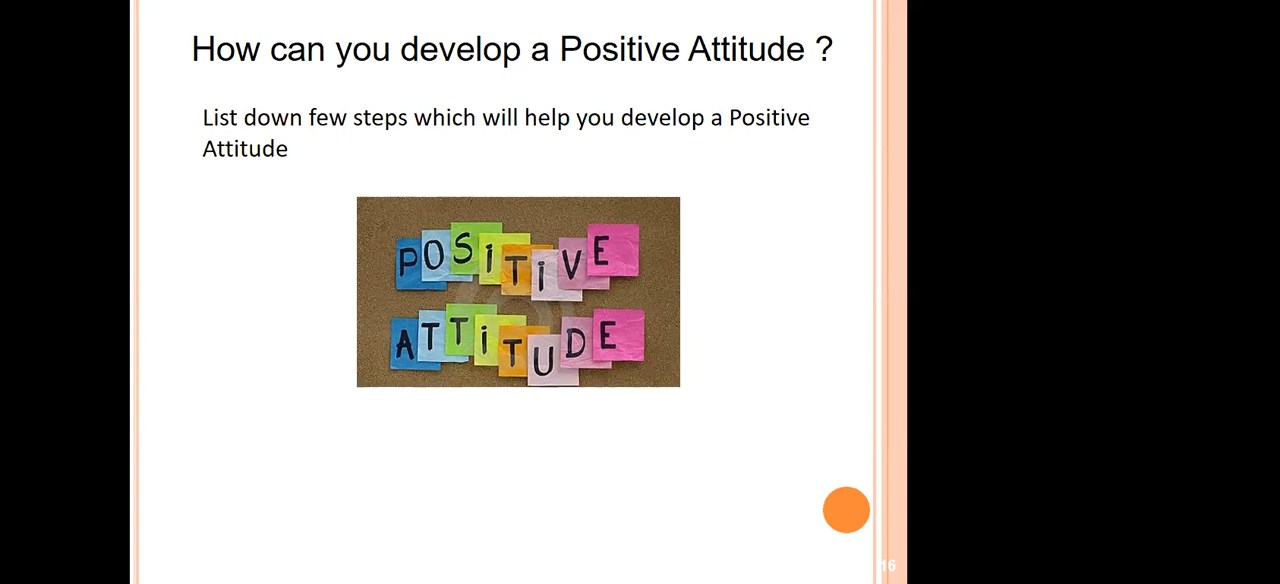 How can you develop a Positive Attitude ?
List down few steps which will help you develop a Positive
Attitude
POSiTiVE
ATTiTUDE
16